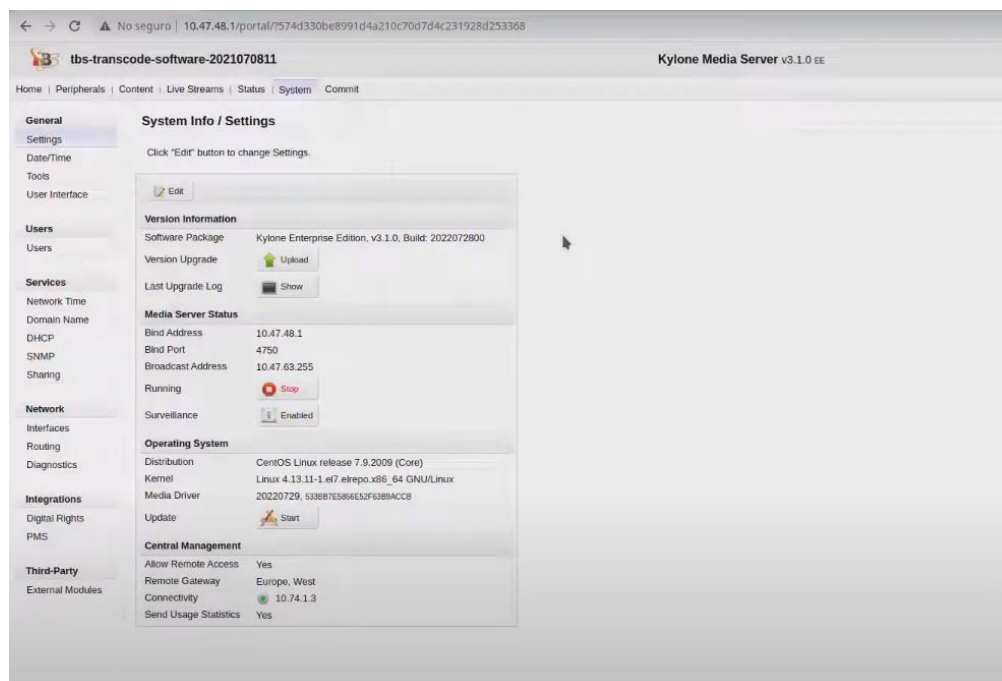 No seguro | 10.47.48.1/portal/?574d330be8991d4a210c70d7d4c231928d253368
TBS tbs-transcode-software-2021070811 Kylone Media Server v3.1.0 EE
Home | Peripherals | Content | Live Streams | Status | System Commit
General
Settings
Date/Time
Tools
User Interface
Users
Users
Services
Network Time
Domain Name
DHCP
SNMP
Sharing
Network
Interfaces
Routing
Diagnostics
Integrations
Digital Rights
PMS
Third-Party
External Modules
System Info / Settings
Click "Edit" button to change Settings.
Edit
Version Information
Software Package Kylone Enterprise Edition, v3.1.0, Build: 2022072800
Version Upgrade Upload
Last Upgrade Log Show
Media Server Status
Bind Address 10.47.48.1
Bind Port 4750
Broadcast Address 10.47.63.255
Running Stop
Surveillance Enabled
Operating System
Distribution CentOS Linux release 7.9.2009 (Core)
Kernel Linux 4.13.11-1.el7.elrepo.x86_64 GNU/Linux
Media Driver 20220729,
Update Start
Central Management
Allow Remote Access Yes
Remote Gateway Europe, West
Connectivity 10.74.1.3
Send Usage Statistics Yes